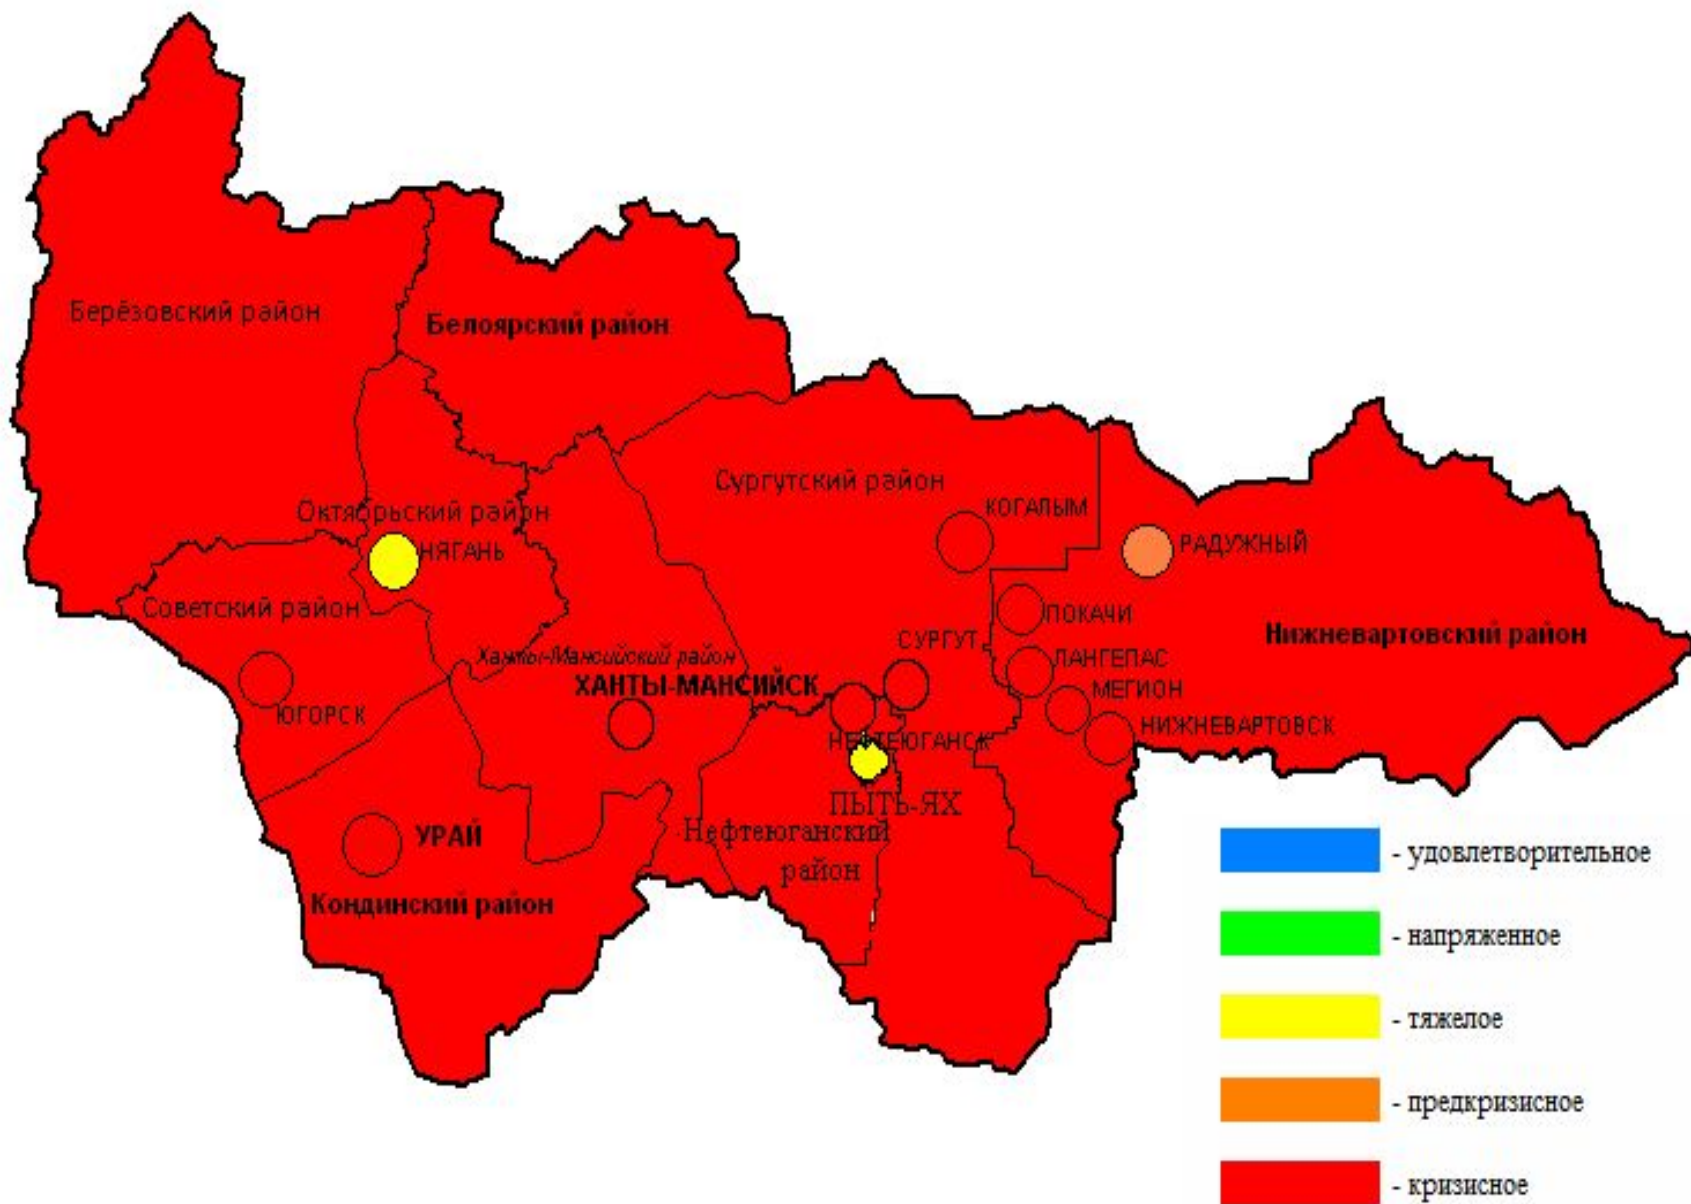 Берёзовский район
Белоярский район
Сургутский район
КОГАЛЫМ
Октябрьский район
НЯГАНЬ
РАДУЖНЫЙ
Советский район
ПОКАЧИ
Нижневартовский район
СУРГУТ
Ханты-Мансийский район
ЛАНГЕПАС
ХАНТЫ-МАНСИЙСК
МЕГИОН
ЮГОРСК
НИЖНЕВАРТОВСК
НЕФТЕЮГАНСК
ПЫТЬ-ЯХ
УРАЙ
Нефтеюганский
район
Кондинский район
- удовлетворительное
- напряженное
- тяжелое
- предкризисное
- кризисное